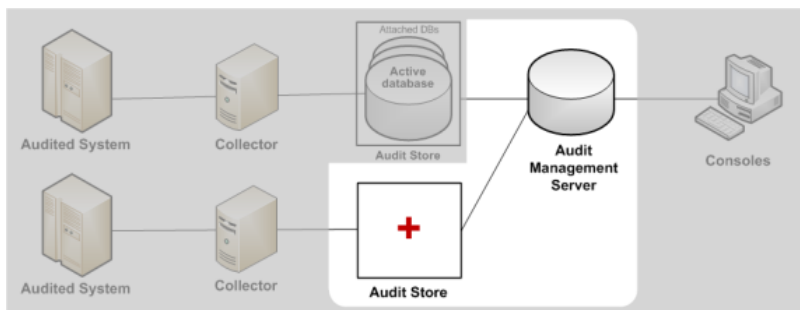 Attached DBs
Active
database
Audited System
Collector
Audit Store
Audit
Management
Server
Consoles
Audited System
Collector
Audit Store